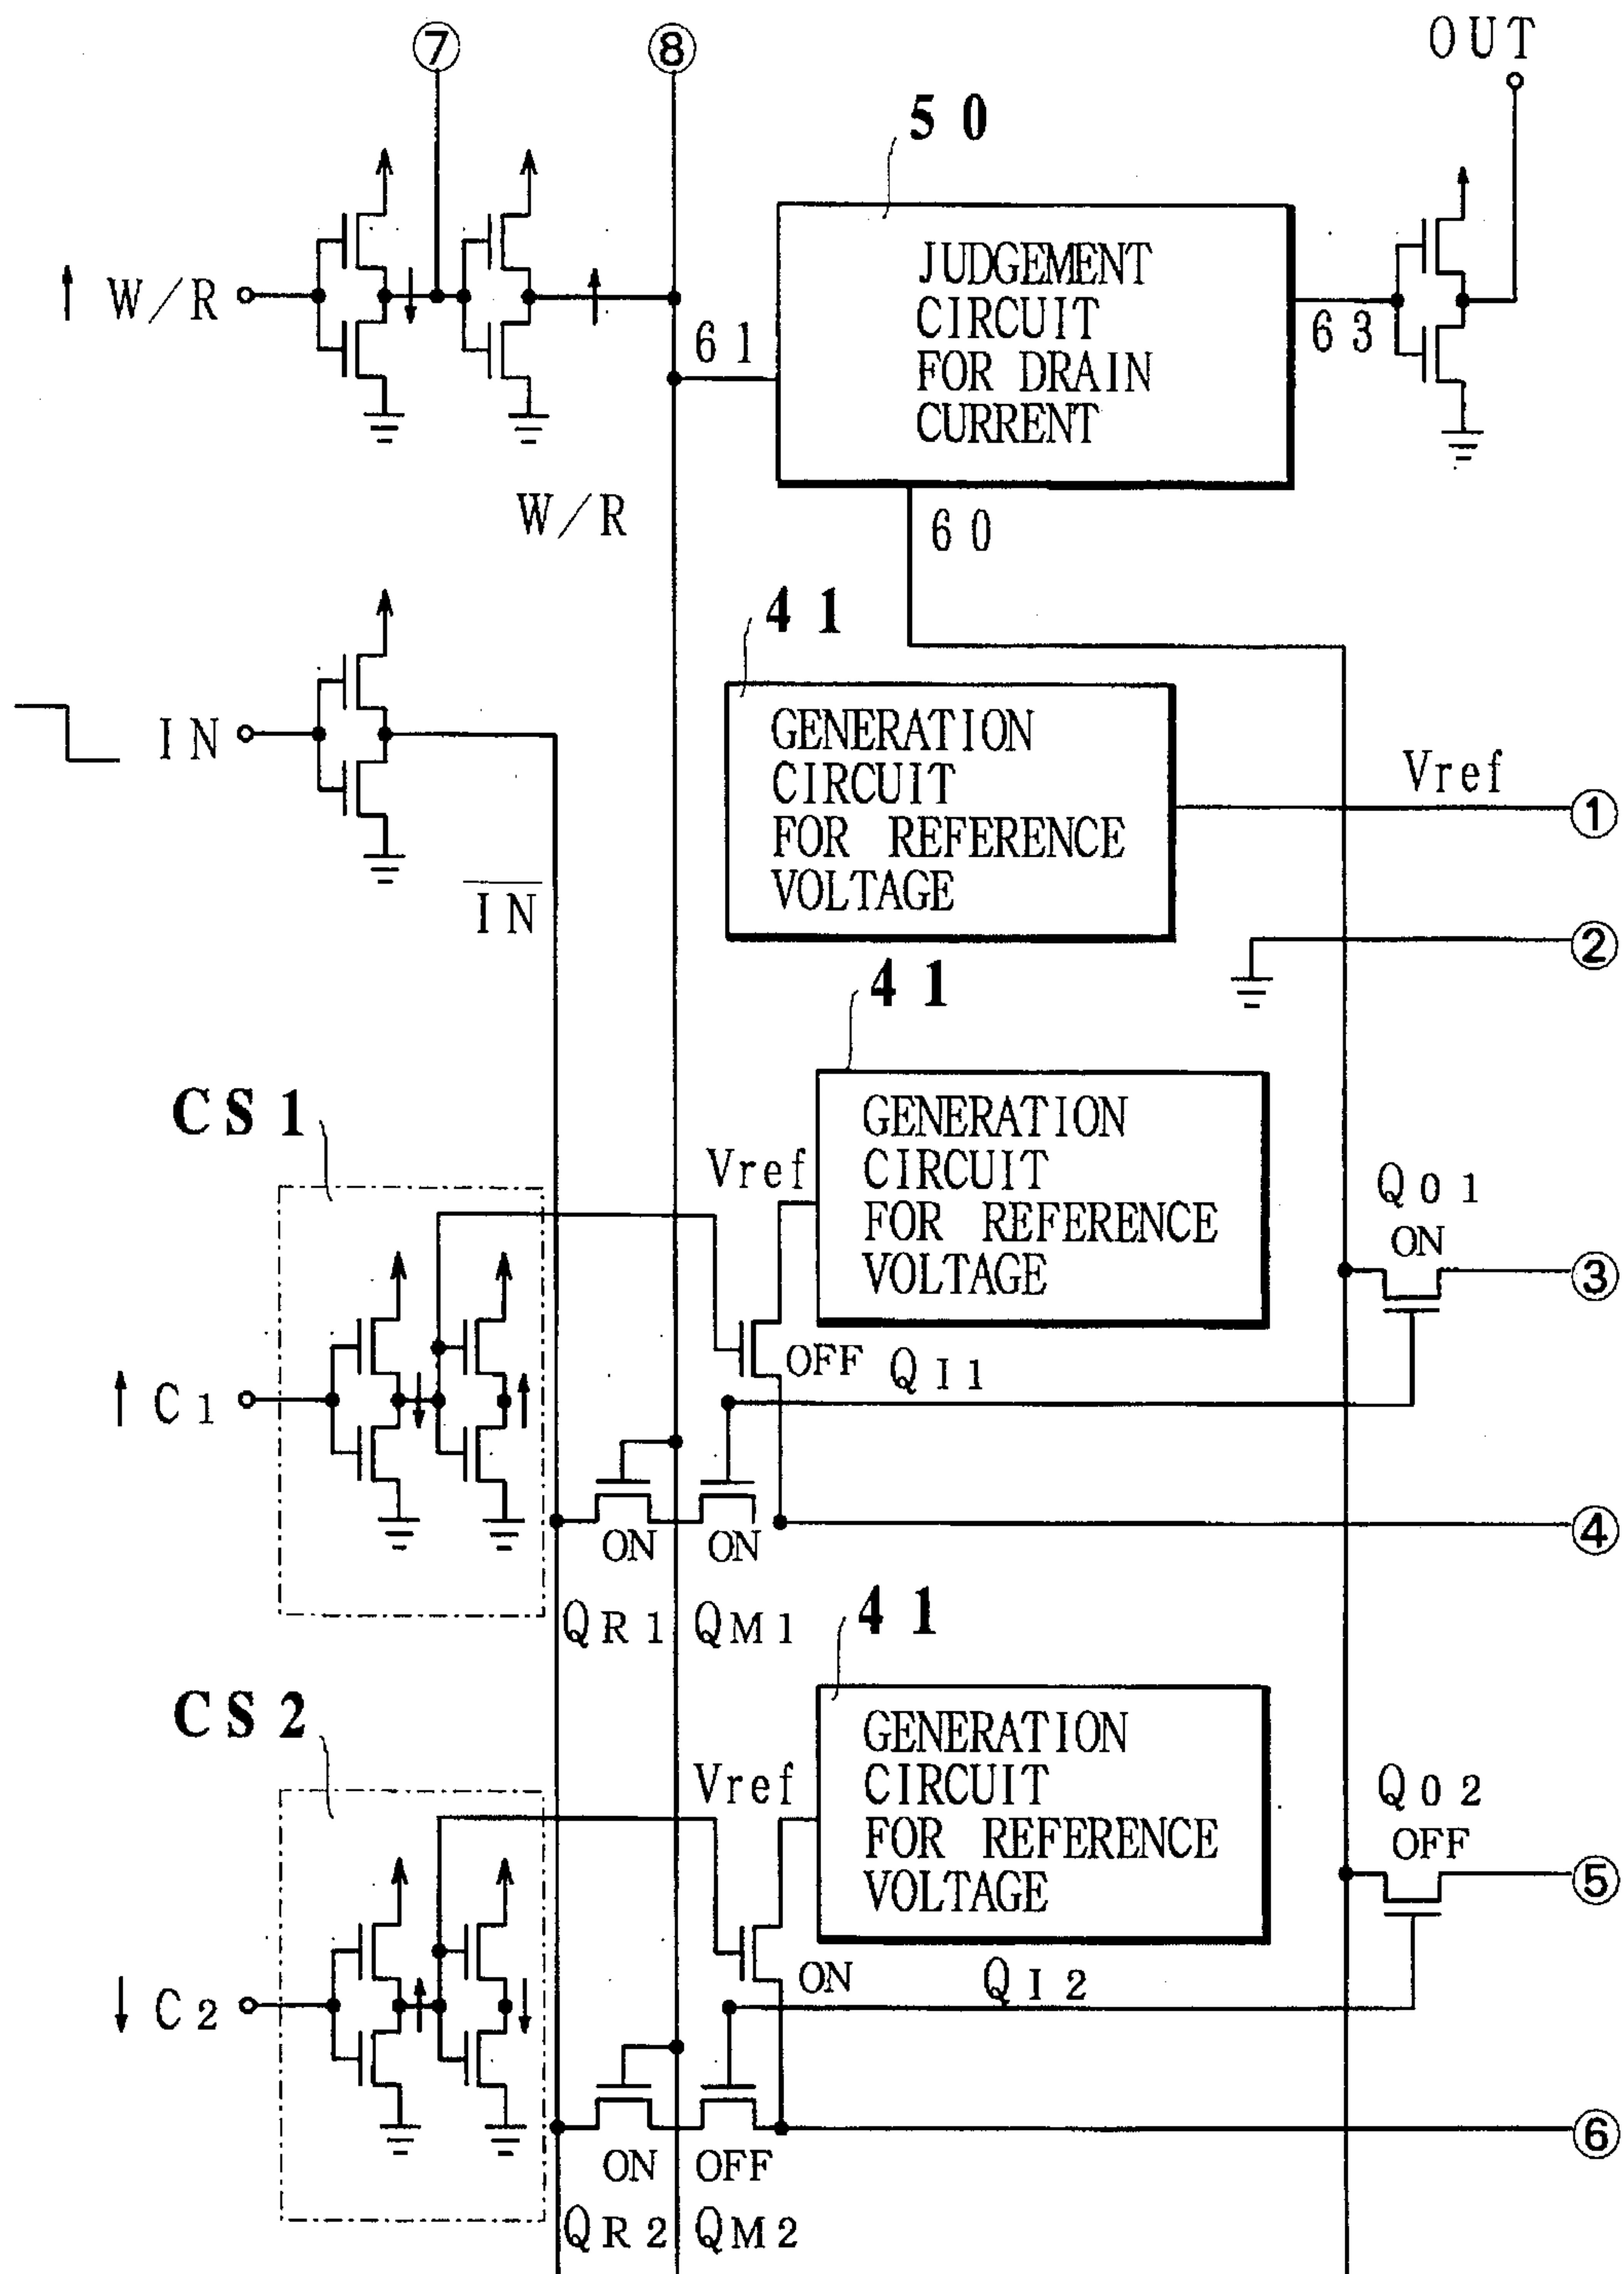 ⑦
⑧
OUT
50
JUDGEMENT
CIRCUIT
FOR DRAIN
CURRENT
↑ W/R
61
63
W/R
60
41
GENERATION
CIRCUIT
FOR REFERENCE
VOLTAGE
IN
Vref
①
IN
②
41
CS1
GENERATION
CIRCUIT
FOR REFERENCE
VOLTAGE
Vref
Q01
ON
③
OFF
QI1
↑ C1
④
ON
ON
QR1
QM1
41
CS2
GENERATION
CIRCUIT
FOR REFERENCE
VOLTAGE
Vref
Q02
OFF
⑤
ON
QI2
↓ C2
⑥
ON
OFF
QR2
QM2